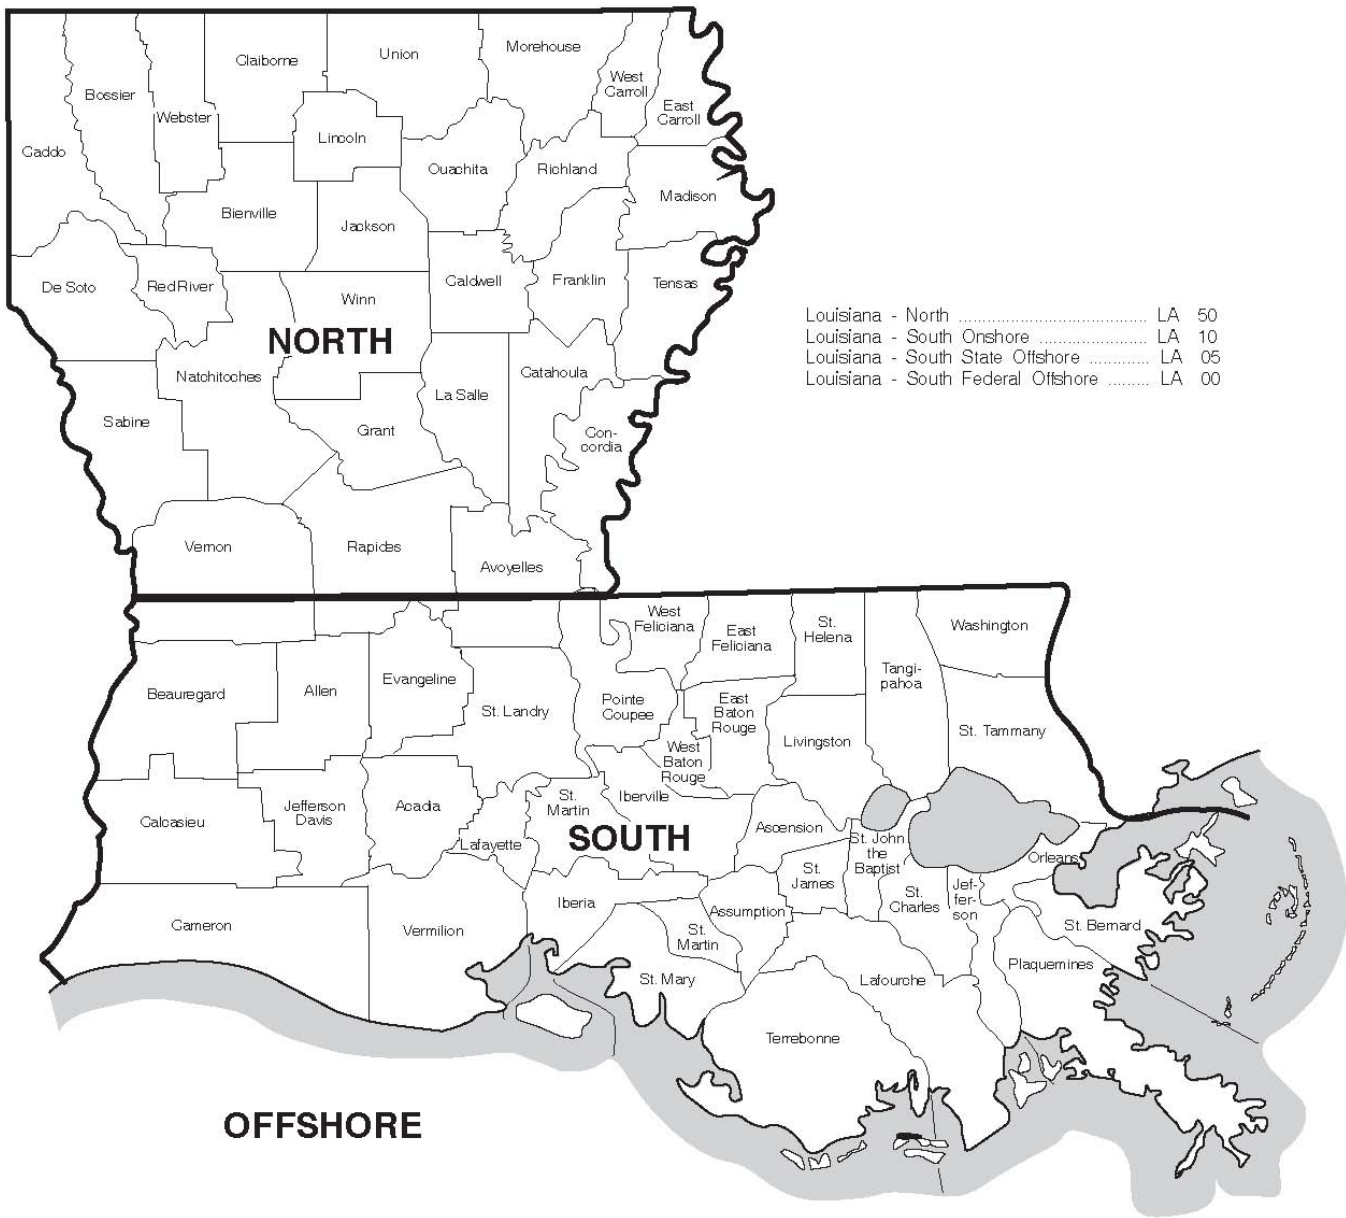 Claiborne
Union
Morehouse
Bossier
Webster
West
Carroll
East
Carroll
Caddo
Lincoln
Ouachita
Richland
Madison
Bienville
Jackson
De Soto
Red River
Winn
Caldwell
Franklin
Tensas
NORTH
Natchitoches
La Salle
Catahoula
Sabine
Grant
Con-
cordia
Vernon
Rapides
Avoyelles
Louisiana - North ........................................ LA 50
Louisiana - South Onshore ....................... LA 10
Louisiana - South State Offshore ............. LA 05
Louisiana - South Federal Offshore ......... LA 00
West
Feliciana
East
Feliciana
St.
Helena
Tangi-
pahoa
Washington
Beauregard
Allen
Evangeline
St. Landry
Pointe
Coupee
East
Baton
Rouge
West
Baton
Rouge
Livingston
St. Tammany
Calcasieu
Jefferson
Davis
Acadia
Lafayette
St.
Martin
Iberville
SOUTH
Ascension
St. John
the
Baptist
Orleans
St.
James
St.
Charles
Jef-
fer-
son
St. Bernard
Cameron
Vermilion
Iberia
St.
Martin
Assumption
St. Mary
Lafourche
Plaquemines
Terrebonne
OFFSHORE